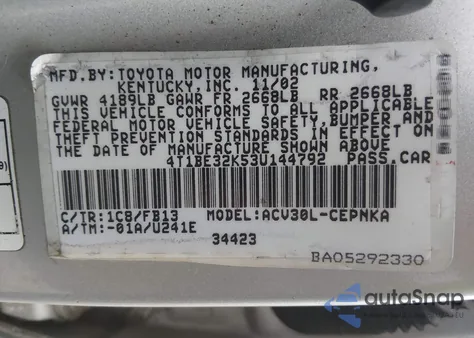 MFD.BY:TOYOTA MOTOR MANUFACTURING,
KENTUCKY,INC. 11/02
GVWR 4189LB GAWR FR 2668LB RR 2668LB
THIS VEHICLE CONFORMS TO ALL APPLICABLE
FEDERAL MOTOR VEHICLE SAFETY,BUMPER AND
THEFT PREVENTION STANDARDS IN EFFECT ON
THE DATE OF MANUFACTURE SHOWN ABOVE.
4T1BE32K53U144792 PASS.CAR
C/TR:1C8/FB13 MODEL:ACV30L-CEPNKA
A/TM:-01A/U241E
34423
BA05292330
autoSnap